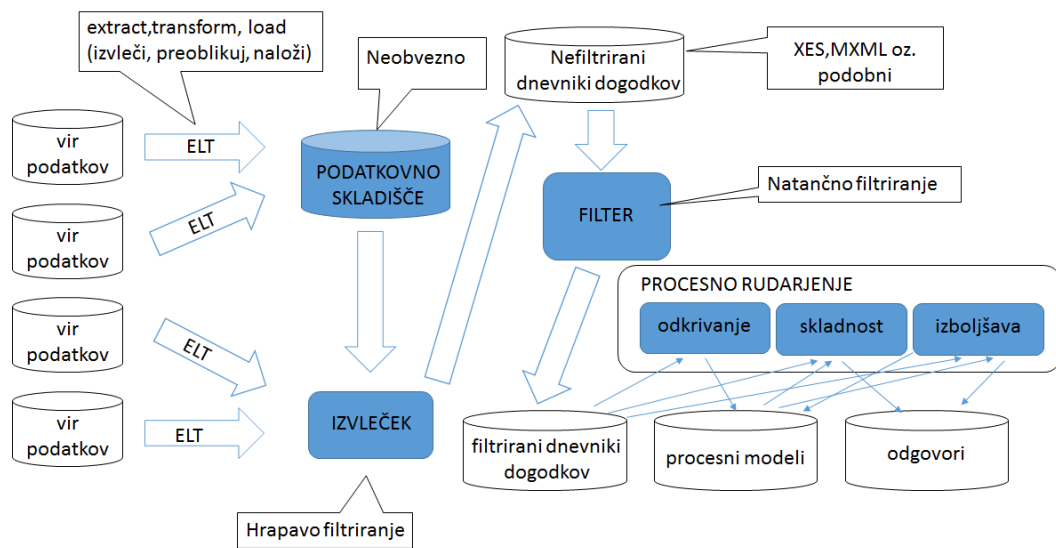 extract,transform, load
(izvleči, preoblikuj, naloži)
Neobvezno
Nefiltrirani
dnevniki dogodkov
XES,MXML oz.
podobni
vir
podatkov
ELT
vir
podatkov
ELT
vir
podatkov
ELT
vir
podatkov
ELT
PODATKOVNO
SKLADIŠČE
IZVLEČEK
Hrapavo filtriranje
FILTER
Natančno filtriranje
PROCESNO RUDARJENJE
odkrivanje
skladnost
izboljšava
filtrirani dnevniki
dogodkov
procesni modeli
odgovori